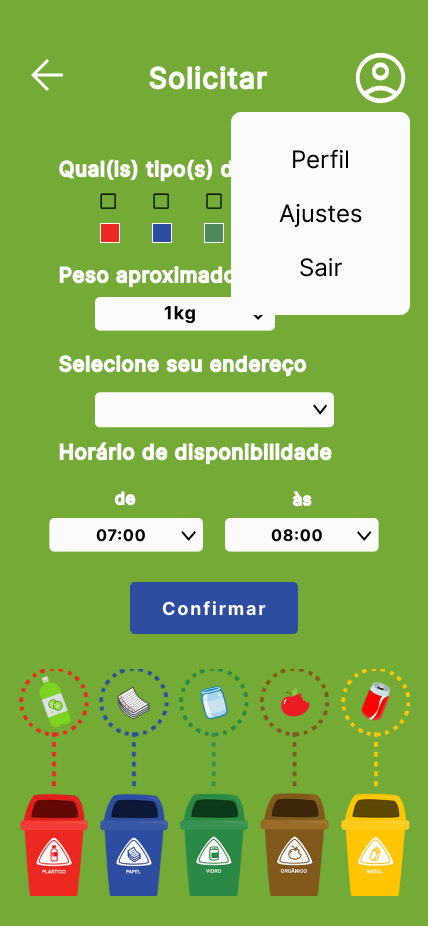 Solicitar
Perfil
Ajustes
Sair
Qual(is) tipo(s) d
Peso aproximado
1kg
Selecione seu endereço
Horário de disponibilidade
de às
07:00 08:00
Confirmar
PLÁSTICO PAPEL VIDRO ORGÂNICO METAL